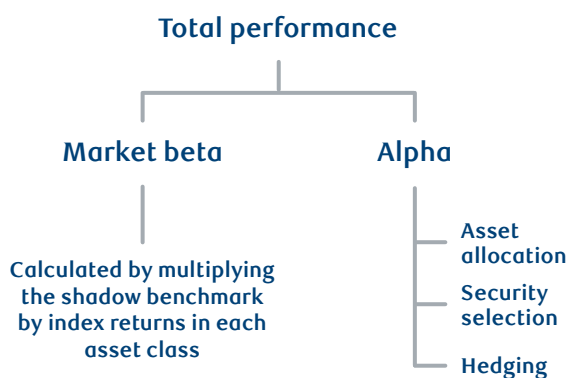 Total performance
Market beta
Alpha
Calculated by multiplying
the shadow benchmark
by index returns in each
asset class
Asset
allocation
Security
selection
Hedging